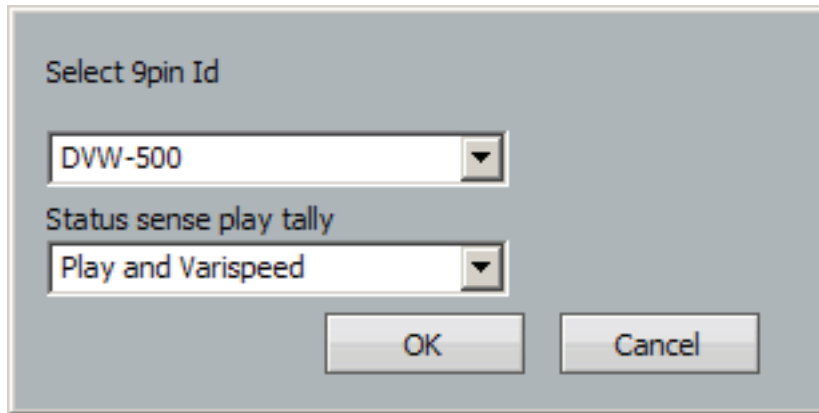 Select 9pin Id
DVW-500
Status sense play tally
Play and Varispeed
OK Cancel